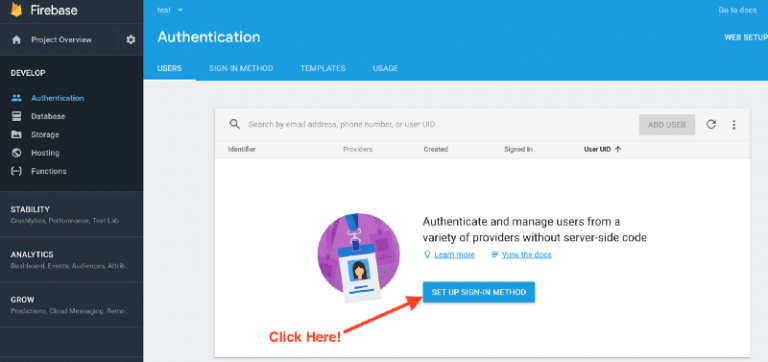 Firebase
test
Go to docs
Project Overview
Authentication
WEB SETUP
USERS
SIGN-IN METHOD
TEMPLATES
USAGE
DEVELOP
Authentication
Database
Storage
Hosting
Functions
STABILITY
Crashlytics, Performance, Test Lab
ANALYTICS
Dashboard, Events, Audiences, Attrib...
GROW
Predictions, Cloud Messaging, Remo...
Search by email address, phone number, or user UID
ADD USER
Identifier
Providers
Created
Signed In
User UID
Authenticate and manage users from a
variety of providers without server-side code
Learn more
View the docs
SET UP SIGN-IN METHOD
Click Here!